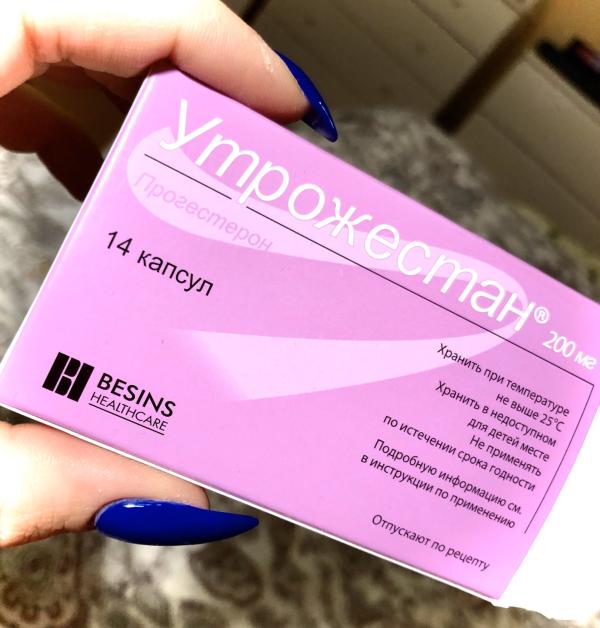 Утрожестан®
200 мг
Прогестерон
14 капсул
BESINS
HEALTHCARE
Хранить при температуре
не выше 25°С
Хранить в недоступном
для детей месте
Не применять
по истечении срока годности
Подробную информацию см.
в инструкции по применению
Отпускают по рецепту